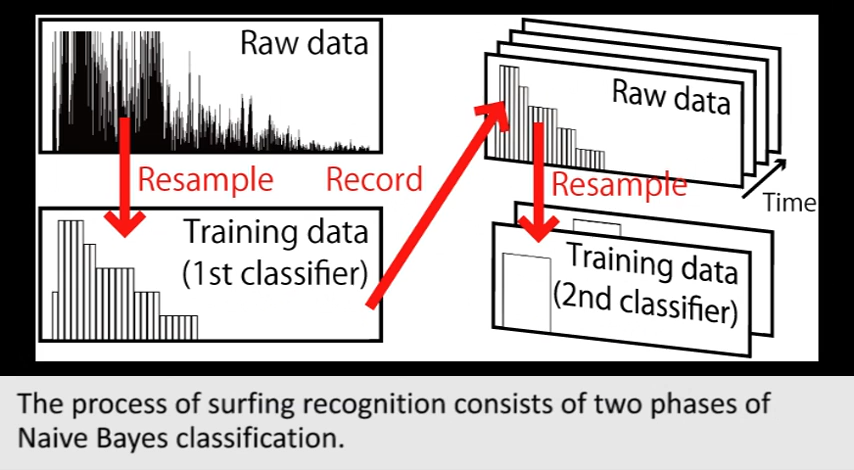 Raw data
Resample
Record
Training data
(1st classifier)
Raw data
Resample
Time
Training data
(2nd classifier)
The process of surfing recognition consists of two phases of
Naive Bayes classification.